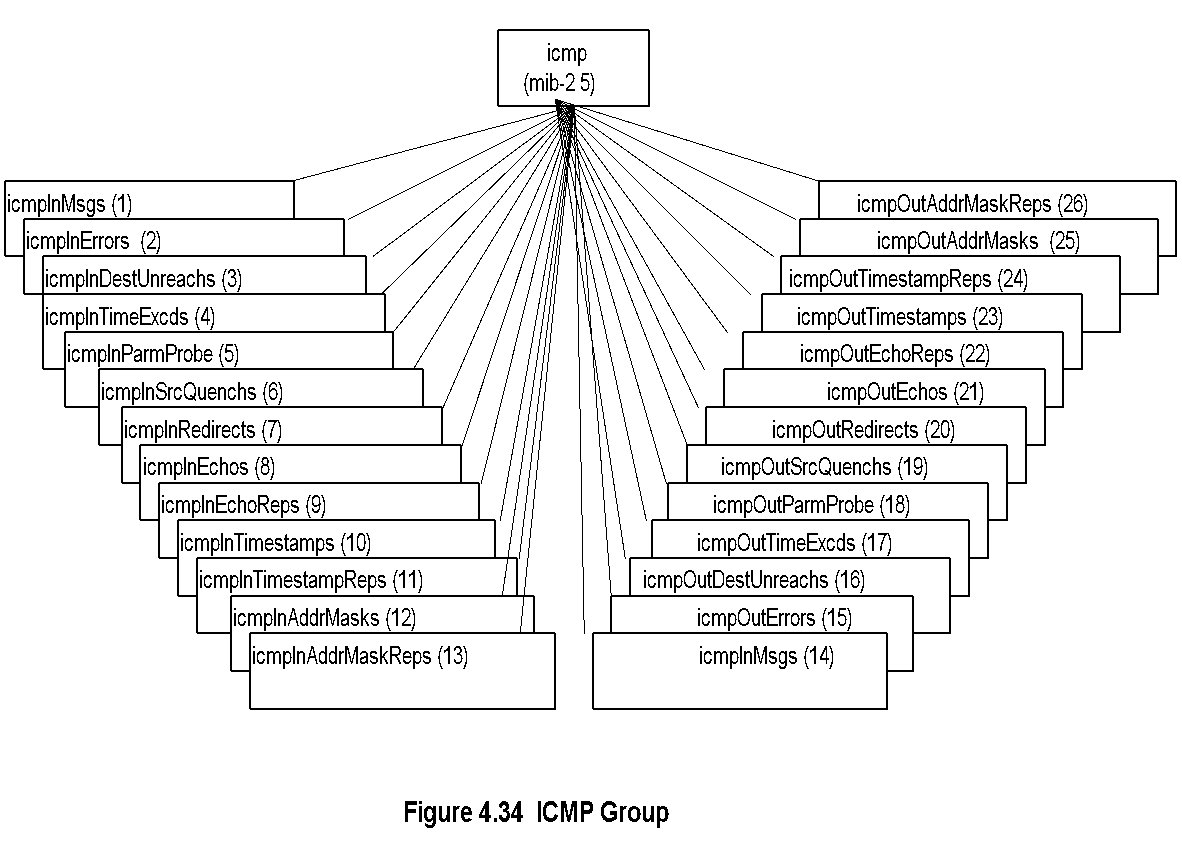 icmp
(mib-2 5)
icmpInMsgs (1)
icmpInErrors (2)
icmpInDestUnreachs (3)
icmpInTimeExcds (4)
icmpInParmProbe (5)
icmpInSrcQuenchs (6)
icmpInRedirects (7)
icmpInEchos (8)
icmpInEchoReps (9)
icmpInTimestamps (10)
icmpInTimestampReps (11)
icmpInAddrMasks (12)
icmpInAddrMaskReps (13)
icmpOutAddrMaskReps (26)
icmpOutAddrMasks (25)
icmpOutTimestampReps (24)
icmpOutTimestamps (23)
icmpOutEchoReps (22)
icmpOutEchos (21)
icmpOutRedirects (20)
icmpOutSrcQuenchs (19)
icmpOutParmProbe (18)
icmpOutTimeExcds (17)
icmpOutDestUnreachs (16)
icmpOutErrors (15)
icmpInMsgs (14)
Figure 4.34 ICMP Group